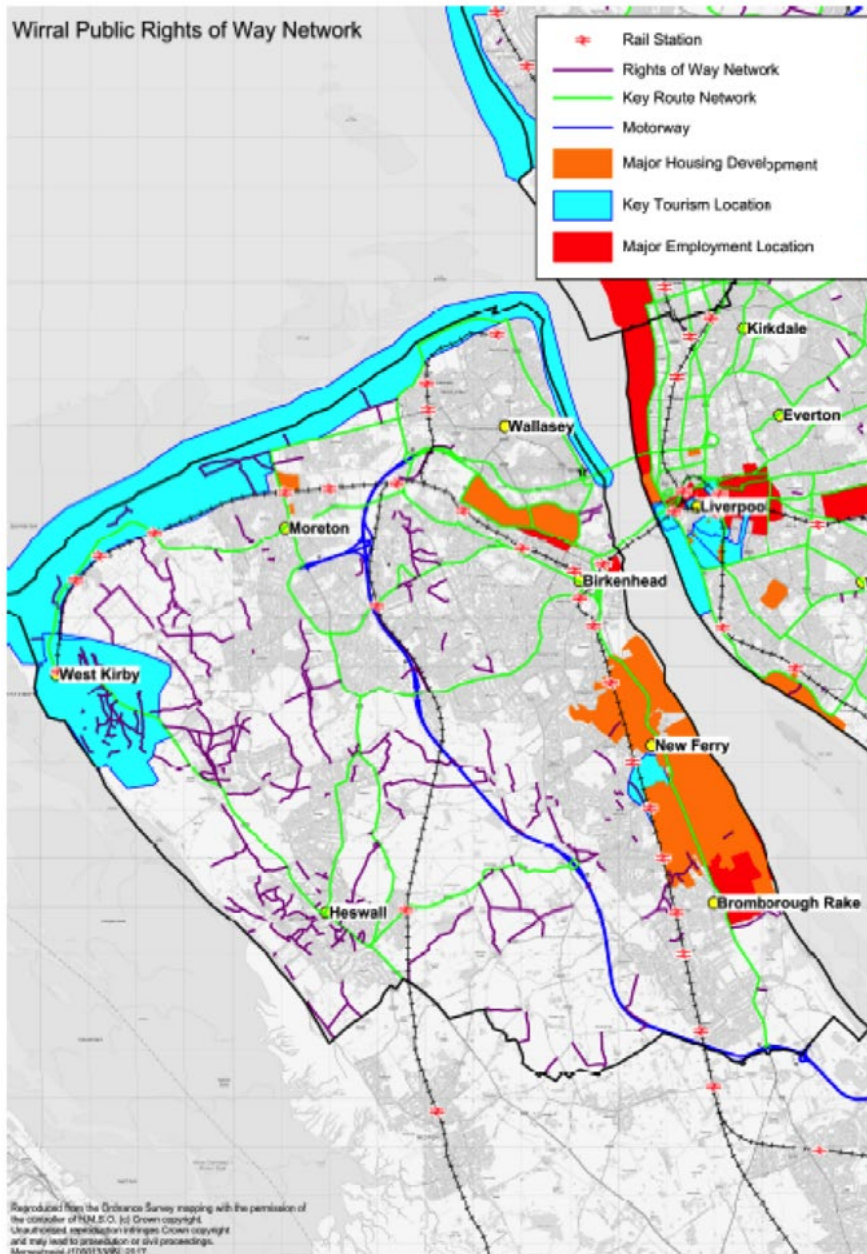 Wirral Public Rights of Way Network
Rail Station
Rights of Way Network
Key Route Network
Motorway
Major Housing Development
Key Tourism Location
Major Employment Location
Kirkdale
Everton
Wallasey
Liverpool
Moreton
Birkenhead
West Kirby
New Ferry
Heswall
Bromborough Rake
Reproduced from the Ordnance Survey mapping with the permission of
the controller of H.M.S.O. (c) Crown copyright.
Unauthorised reproduction infringes Crown copyright
and may lead to prosecution or civil proceedings.